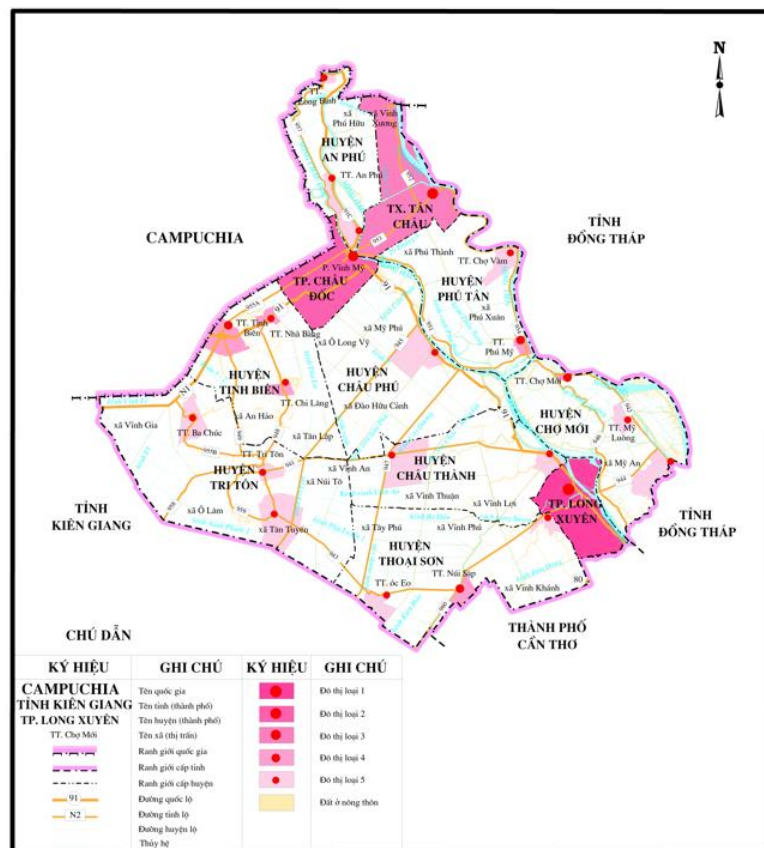 N
TT.
Long Bình
xã
Phú Hữu
xã Vĩnh
Xương
HUYỆN
AN PHÚ
957
TT. An Phú
952
TX. TÂN
CHÂU
953
CAMPUCHIA
TỈNH
ĐỒNG THÁP
P. Vĩnh Mỹ
xã Phú Thành
TT. Chợ Vàm
TP. CHÂU
ĐỐC
HUYỆN
PHÚ TÂN
91
955A
91
TT. Tịnh
Biên
TT. Nhà Bàng
xã Ô Long Vỹ
xã Mỹ Phú
xã
Phú Xuân
TT.
Phú Mỹ
HUYỆN
TỊNH BIÊN
HUYỆN
CHÂU PHÚ
TT. Chi Lăng
TT. Chợ Mới
N1
xã Vĩnh Gia
TT. Ba Chúc
xã An Hảo
xã Đào Hữu Cảnh
91
HUYỆN
CHỢ MỚI
TT. Mỹ
Luông
xã Tân Lập
TT. Tri Tôn
955B
xã Vĩnh An
HUYỆN
CHÂU THÀNH
xã Mỹ An
HUYỆN
TRI TÔN
xã Núi Tô
944
TỈNH
KIÊN GIANG
xã Vĩnh Thuận
xã Vĩnh Lợi
TP. LONG
XUYÊN
xã Ô Lâm
xã Tân Tuyến
xã Tây Phú
xã Vĩnh Phú
TỈNH
ĐỒNG THÁP
HUYỆN
THOẠI SƠN
TT. óc Eo
TT. Núi Sập
80
xã Vĩnh Khánh
THÀNH PHỐ
CẦN THƠ
CHÚ DẪN
KÝ HIỆU GHI CHÚ KÝ HIỆU GHI CHÚ
CAMPUCHIA Tên quốc gia
TỈNH KIÊN GIANG Tên tỉnh (thành phố)
TP. LONG XUYÊN Tên huyện (thành phố)
TT. Chợ Mới Tên xã (thị trấn)
Ranh giới quốc gia
Ranh giới cấp tỉnh
Ranh giới cấp huyện
91 Đường quốc lộ
N2 Đường tỉnh lộ
Đường huyện lộ
Thủy hệ
Đô thị loại 1
Đô thị loại 2
Đô thị loại 3
Đô thị loại 4
Đô thị loại 5
Đất ở nông thôn